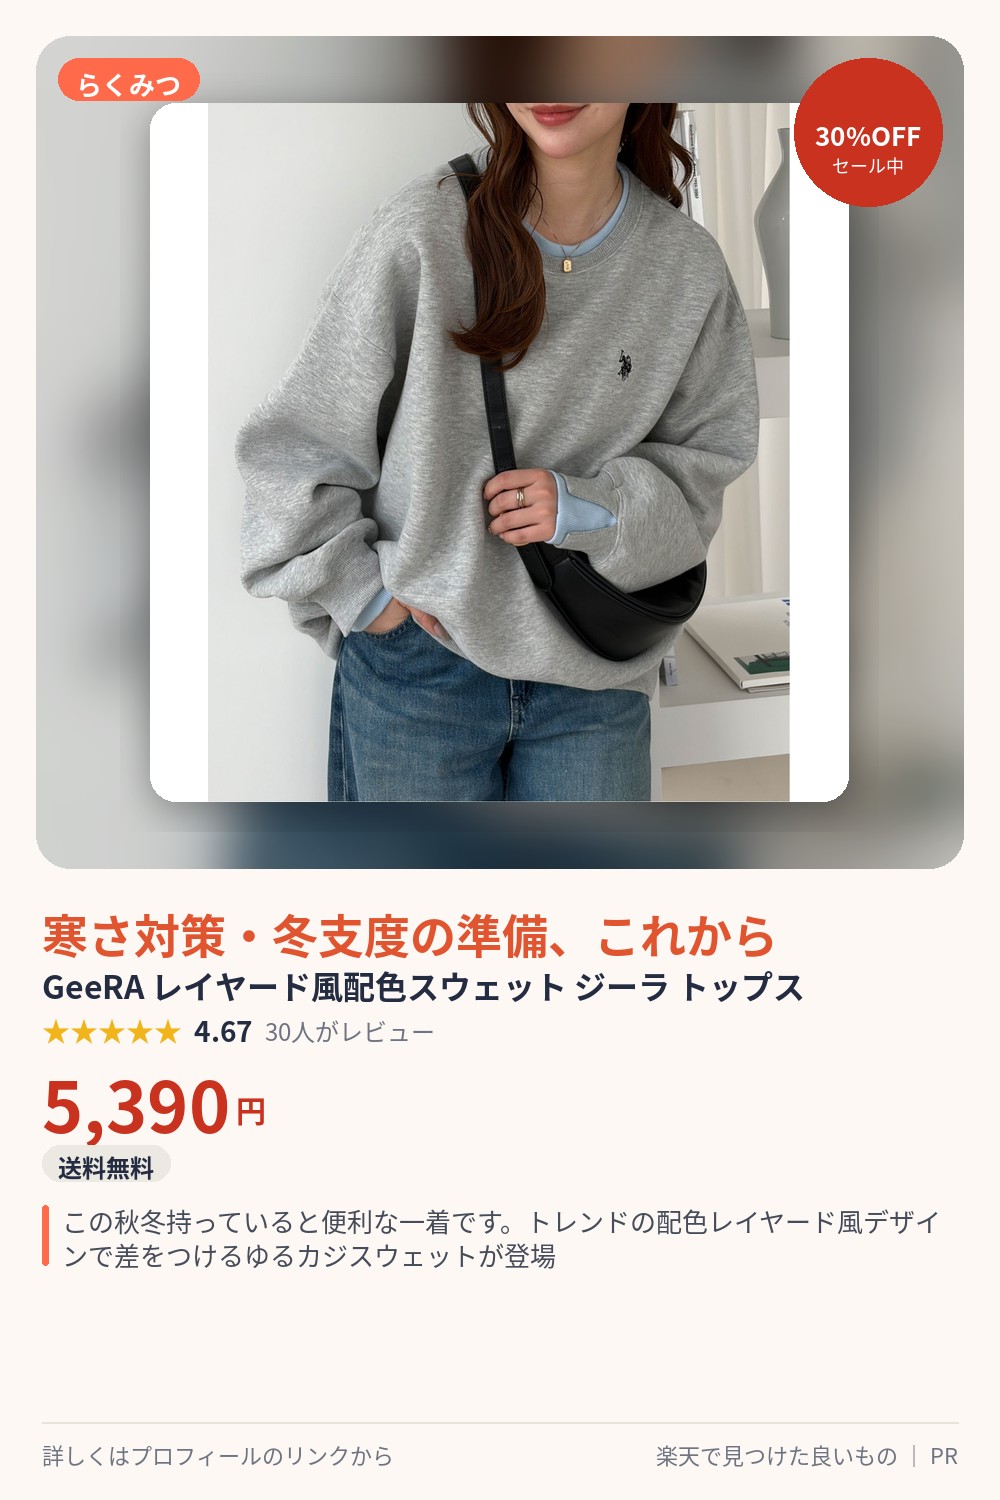 らくみつ
30%OFF
セール中
寒さ対策・冬支度の準備、これから
GeeRA レイヤード風配色スウェット ジーラ トップス
★★★★★ 4.67 30人がレビュー
5,390円
送料無料
この秋冬持っていると便利な一着です。トレンドの配色レイヤード風デザイ
ンで差をつけるゆるカジスウェットが登場
詳しくはプロフィールのリンクから
楽天で見つけた良いもの｜PR